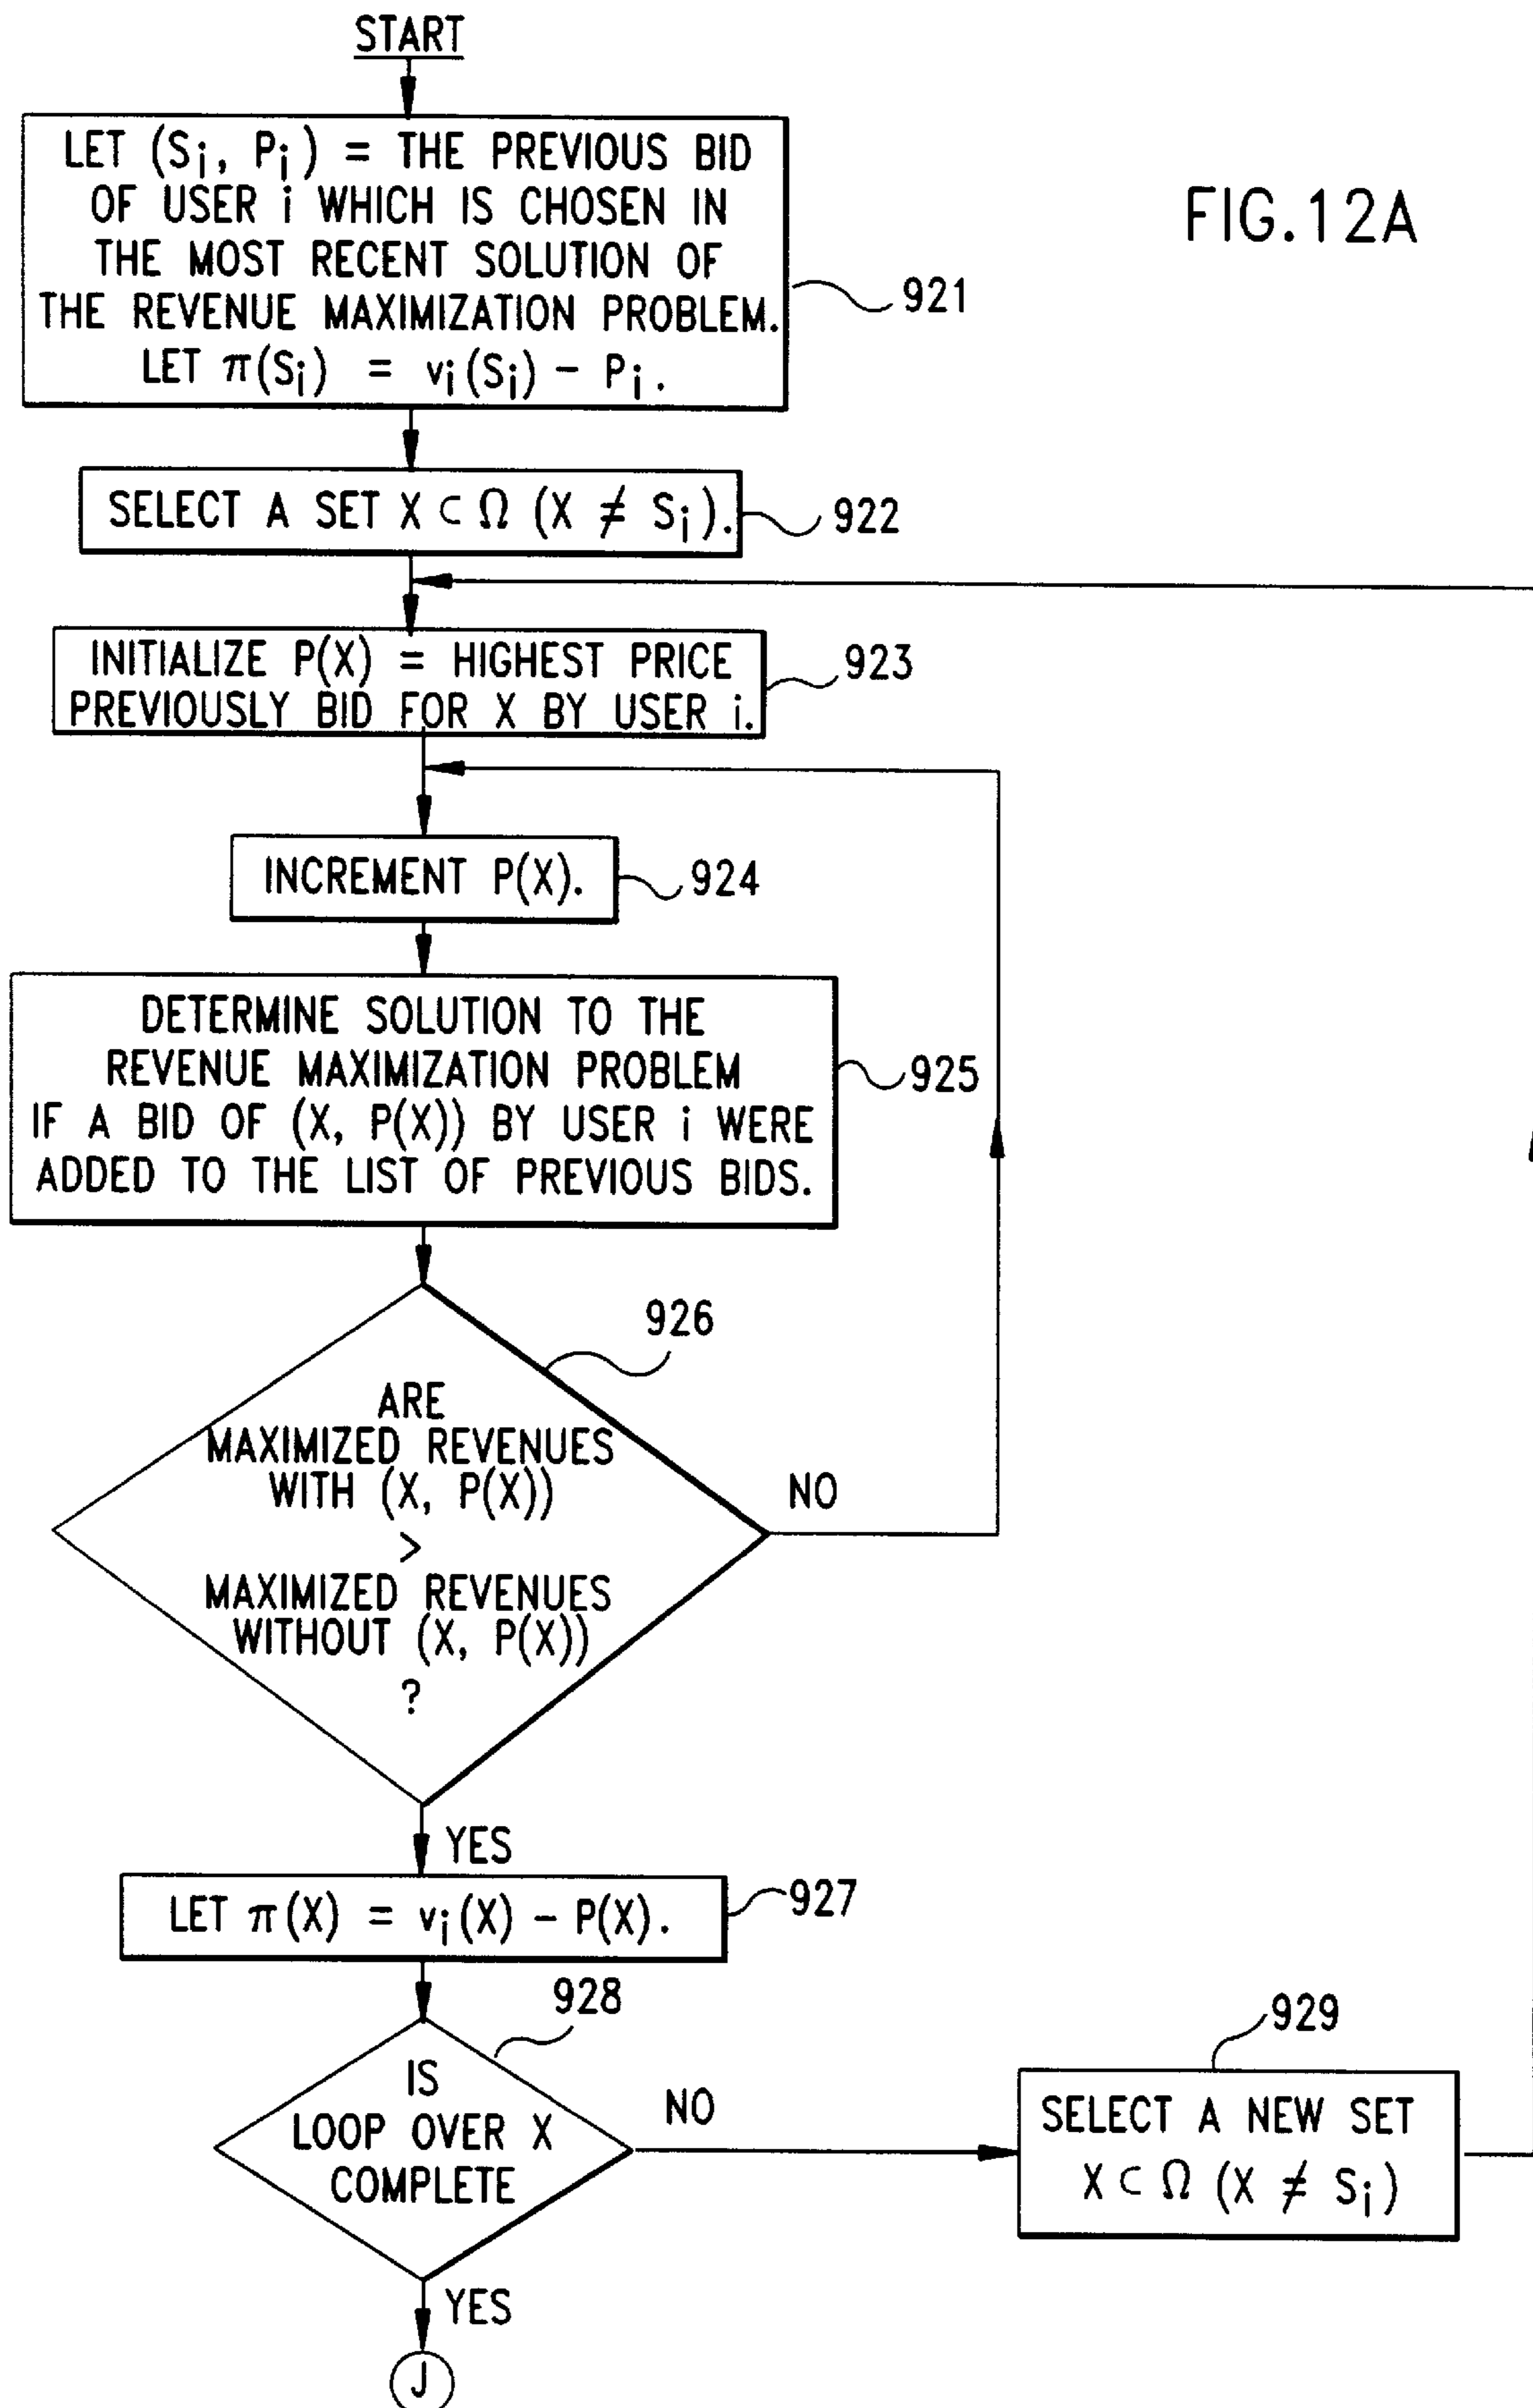 START
LET (Si, Pi) = THE PREVIOUS BID
OF USER i WHICH IS CHOSEN IN
THE MOST RECENT SOLUTION OF
THE REVENUE MAXIMIZATION PROBLEM.
LET π(Si) = vi(Si) − Pi.
921
FIG.12A
SELECT A SET X ⊂ Ω (X ≠ Si).
922
INITIALIZE P(X) = HIGHEST PRICE
PREVIOUSLY BID FOR X BY USER i.
923
INCREMENT P(X).
924
DETERMINE SOLUTION TO THE
REVENUE MAXIMIZATION PROBLEM
IF A BID OF (X, P(X)) BY USER i WERE
ADDED TO THE LIST OF PREVIOUS BIDS.
925
926
ARE
MAXIMIZED REVENUES
WITH (X, P(X))
>
MAXIMIZED REVENUES
WITHOUT (X, P(X))
?
NO
YES
LET π(X) = vi(X) − P(X).
927
928
IS
LOOP OVER X
COMPLETE
NO
929
SELECT A NEW SET
X ⊂ Ω (X ≠ Si)
YES
J